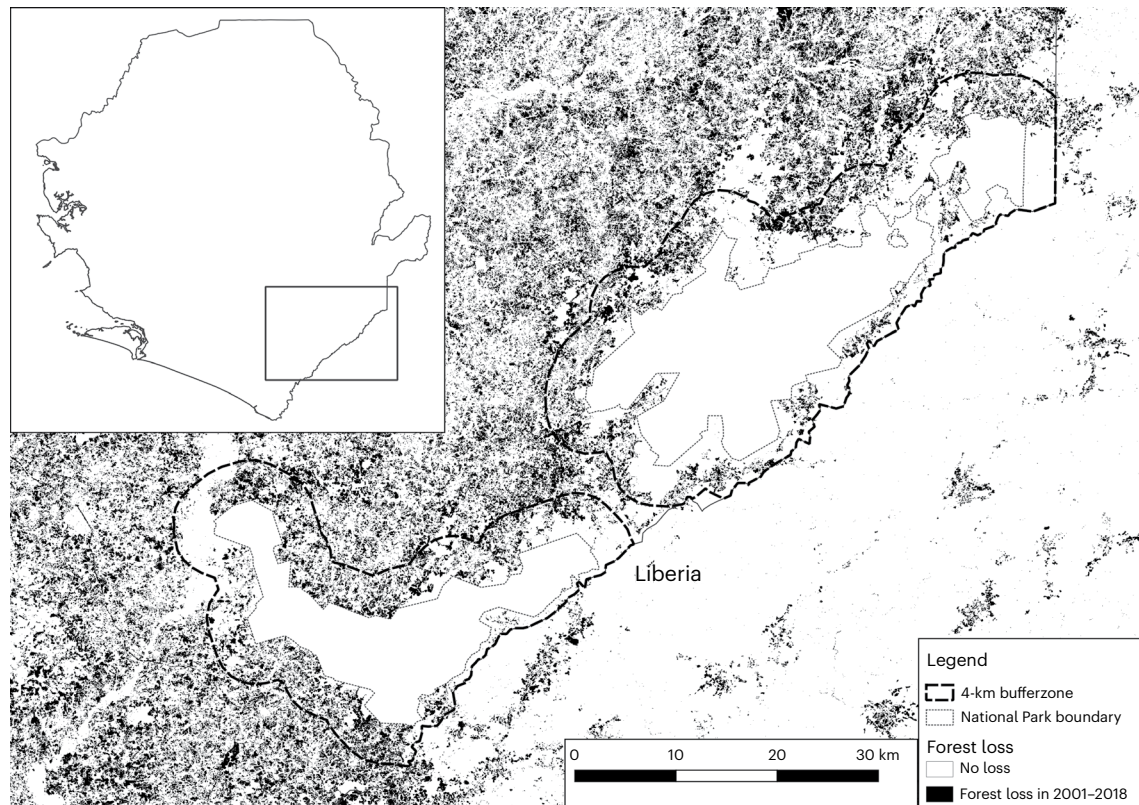 Liberia
Legend
4-km bufferzone
National Park boundary
Forest loss
No loss
Forest loss in 2001–2018
0 10 20 30 km